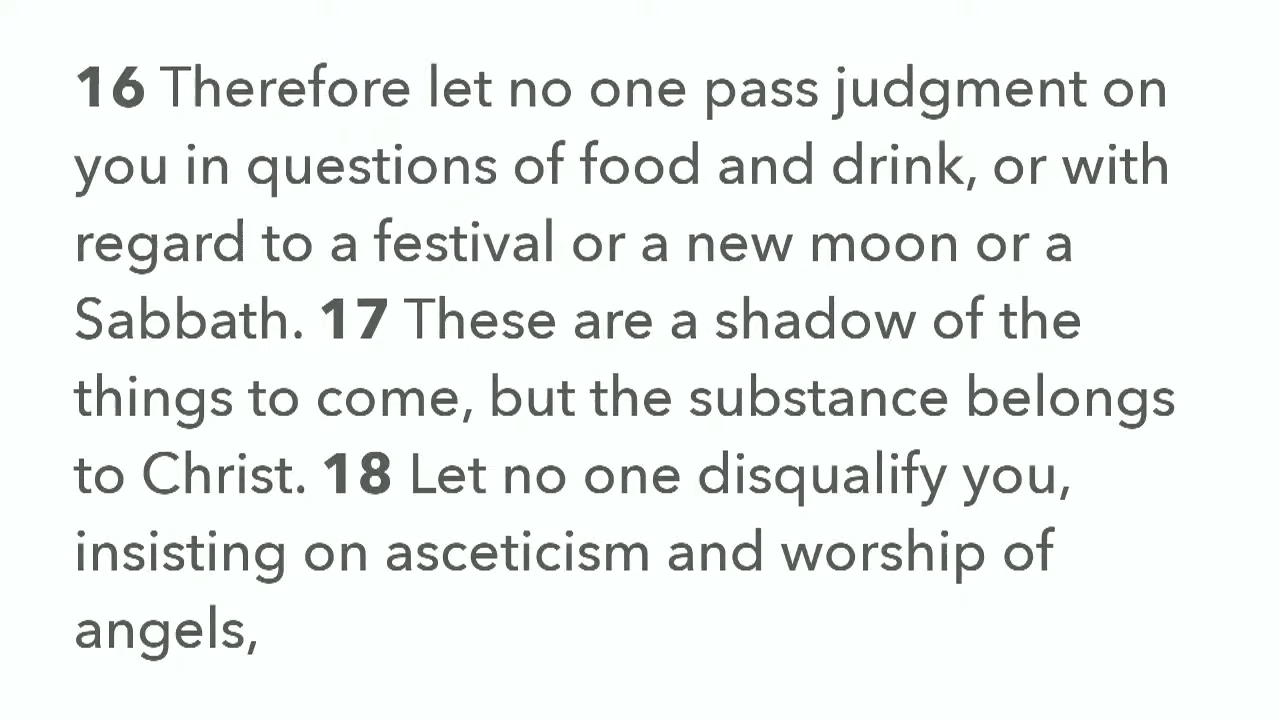 16 Therefore let no one pass judgment on
you in questions of food and drink, or with
regard to a festival or a new moon or a
Sabbath. 17 These are a shadow of the
things to come, but the substance belongs
to Christ. 18 Let no one disqualify you,
insisting on asceticism and worship of
angels,